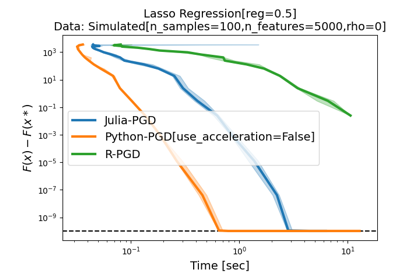 Lasso Regression[reg=0.5]
Data: Simulated[n_samples=100,n_features=5000,rho=0]
10³
10¹
10⁻¹
10⁻³
10⁻⁵
10⁻⁷
10⁻⁹
F(x) − F(x*)
Julia-PGD
Python-PGD[use_acceleration=False]
R-PGD
10⁻¹
10⁰
10¹
Time [sec]